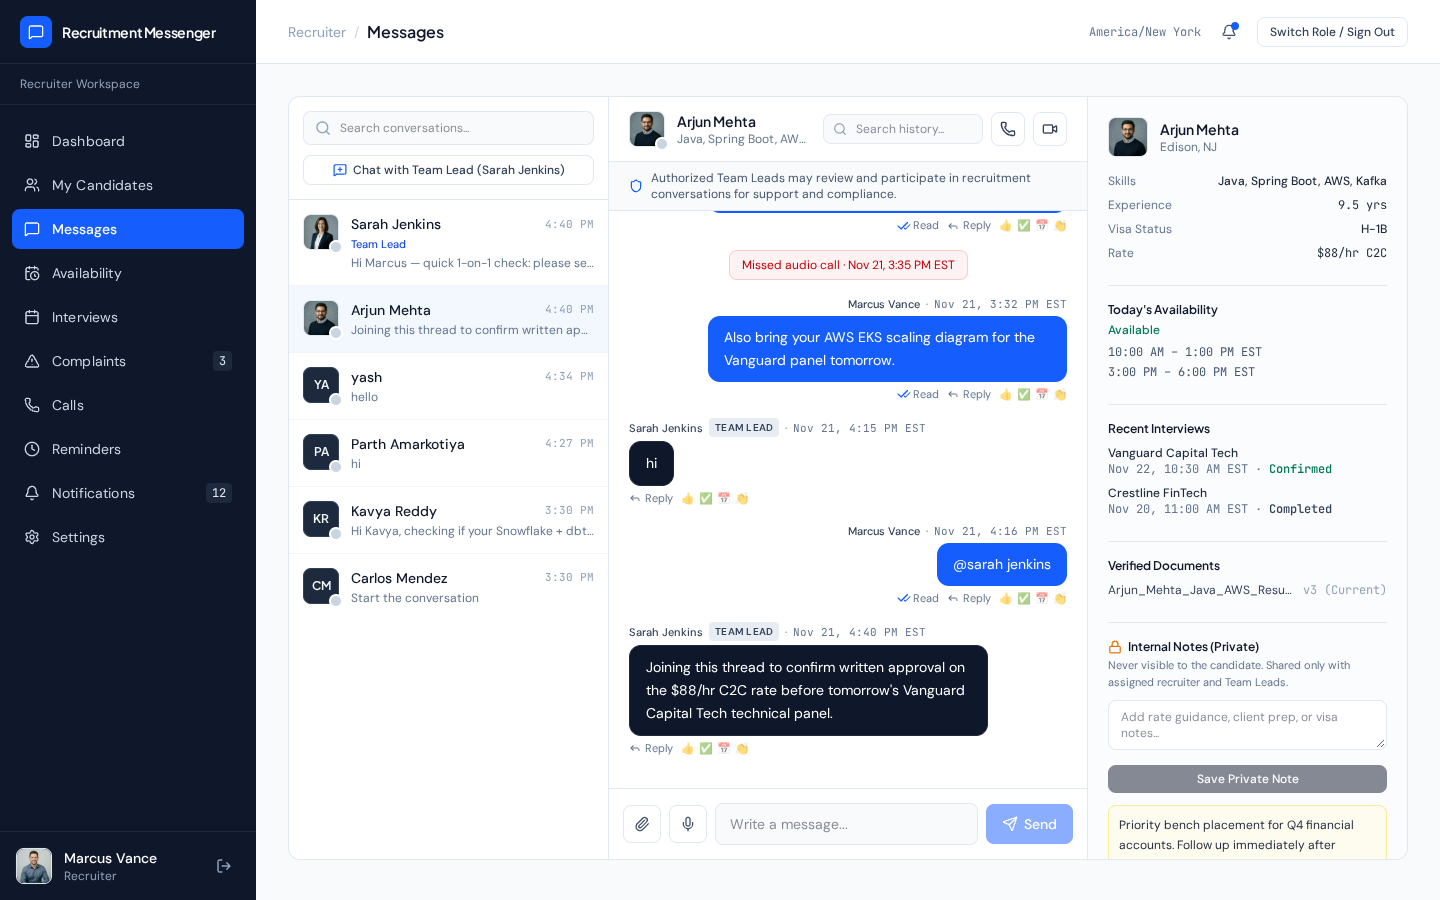 Recruitment Messenger
Recruiter Workspace
Dashboard
My Candidates
Messages
Availability
Interviews
Complaints 3
Calls
Reminders
Notifications 12
Settings
Marcus Vance
Recruiter
Recruiter / Messages
America/New York
Switch Role / Sign Out
Search conversations...
Chat with Team Lead (Sarah Jenkins)
Sarah Jenkins 4:40 PM
Team Lead
Hi Marcus — quick 1-on-1 check: please se...
Arjun Mehta 4:40 PM
Joining this thread to confirm written ap...
YA
yash 4:34 PM
hello
PA
Parth Amarkotiya 4:27 PM
hi
KR
Kavya Reddy 3:30 PM
Hi Kavya, checking if your Snowflake + dbt...
CM
Carlos Mendez 3:30 PM
Start the conversation
Arjun Mehta
Java, Spring Boot, AW...
Search history...
Authorized Team Leads may review and participate in recruitment
conversations for support and compliance.
Read Reply
Missed audio call · Nov 21, 3:35 PM EST
Marcus Vance · Nov 21, 3:32 PM EST
Also bring your AWS EKS scaling diagram for the
Vanguard panel tomorrow.
Read Reply
Sarah Jenkins TEAM LEAD · Nov 21, 4:15 PM EST
hi
Reply
Marcus Vance · Nov 21, 4:16 PM EST
@sarah jenkins
Read Reply
Sarah Jenkins TEAM LEAD · Nov 21, 4:40 PM EST
Joining this thread to confirm written approval on
the $88/hr C2C rate before tomorrow's Vanguard
Capital Tech technical panel.
Reply
Write a message...
Send
Arjun Mehta
Edison, NJ
Skills Java, Spring Boot, AWS, Kafka
Experience 9.5 yrs
Visa Status H-1B
Rate $88/hr C2C
Today's Availability
Available
10:00 AM – 1:00 PM EST
3:00 PM – 6:00 PM EST
Recent Interviews
Vanguard Capital Tech
Nov 22, 10:30 AM EST · Confirmed
Crestline FinTech
Nov 20, 11:00 AM EST · Completed
Verified Documents
Arjun_Mehta_Java_AWS_Resu... v3 (Current)
Internal Notes (Private)
Never visible to the candidate. Shared only with
assigned recruiter and Team Leads.
Add rate guidance, client prep, or visa
notes...
Save Private Note
Priority bench placement for Q4 financial
accounts. Follow up immediately after